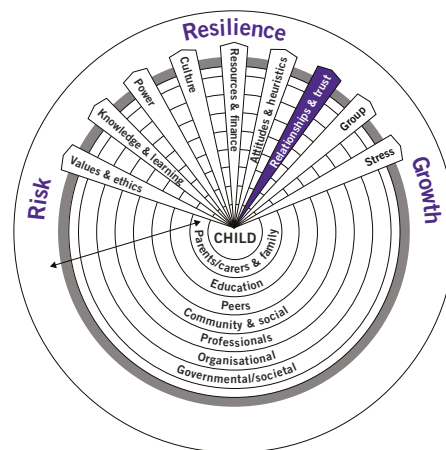 Resilience
Risk
Growth
Values & ethics
Knowledge & learning
Power
Culture
Resources & finance
Attitudes & heuristics
Relationships & trust
Group
Stress
CHILD
Parents/carers & family
Education
Peers
Community & social
Professionals
Organisational
Governmental/societal